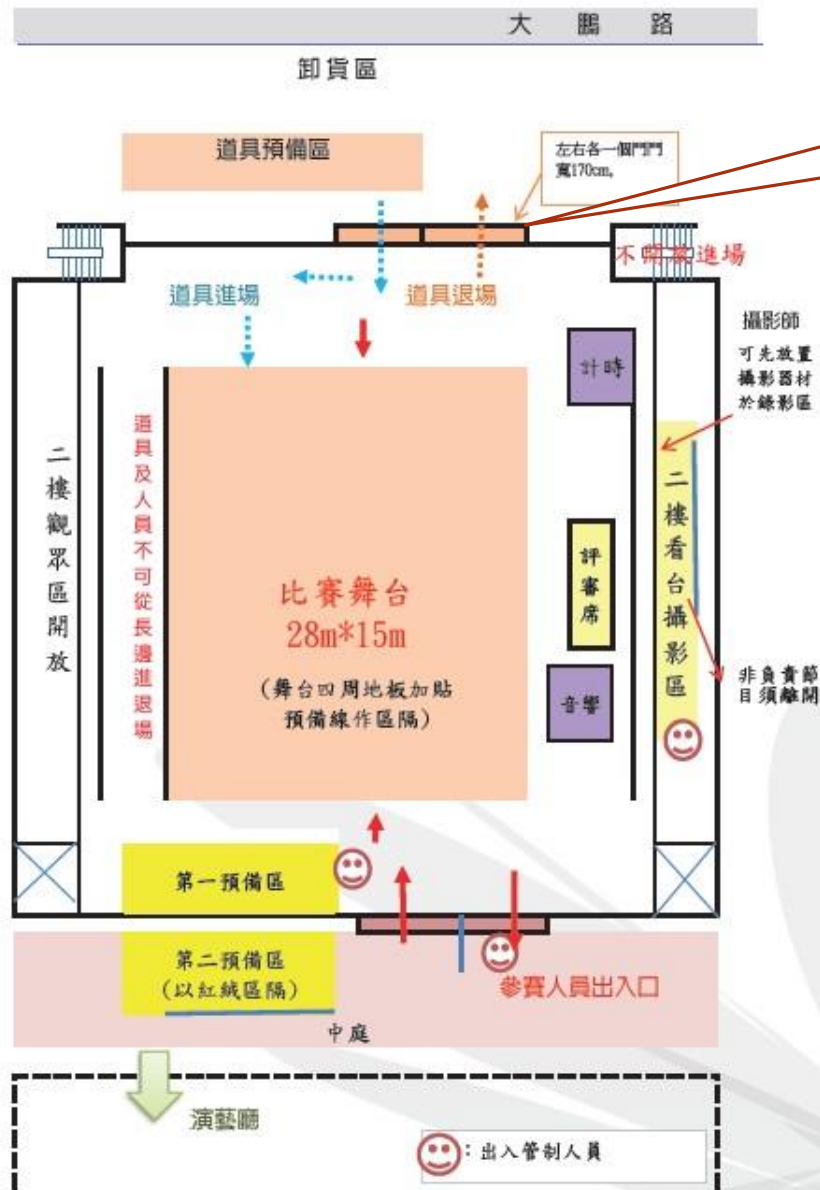 大鵬路
卸貨區
道具預備區
左右各一個門門
寬170cm。
不開放進場
道具進場
道具退場
攝影師
可先放置
攝影器材
於錄影區
計時
道具及人員不可從長邊進退場
二樓觀眾區開放
二樓看台攝影區
評審席
比賽舞台
28m*15m
(舞台四周地板加貼
預備線作區隔)
音響
非負責節
目須離開
第一預備區
第二預備區
(以紅絨區隔)
參賽人員出入口
中庭
演藝廳
：出入管制人員